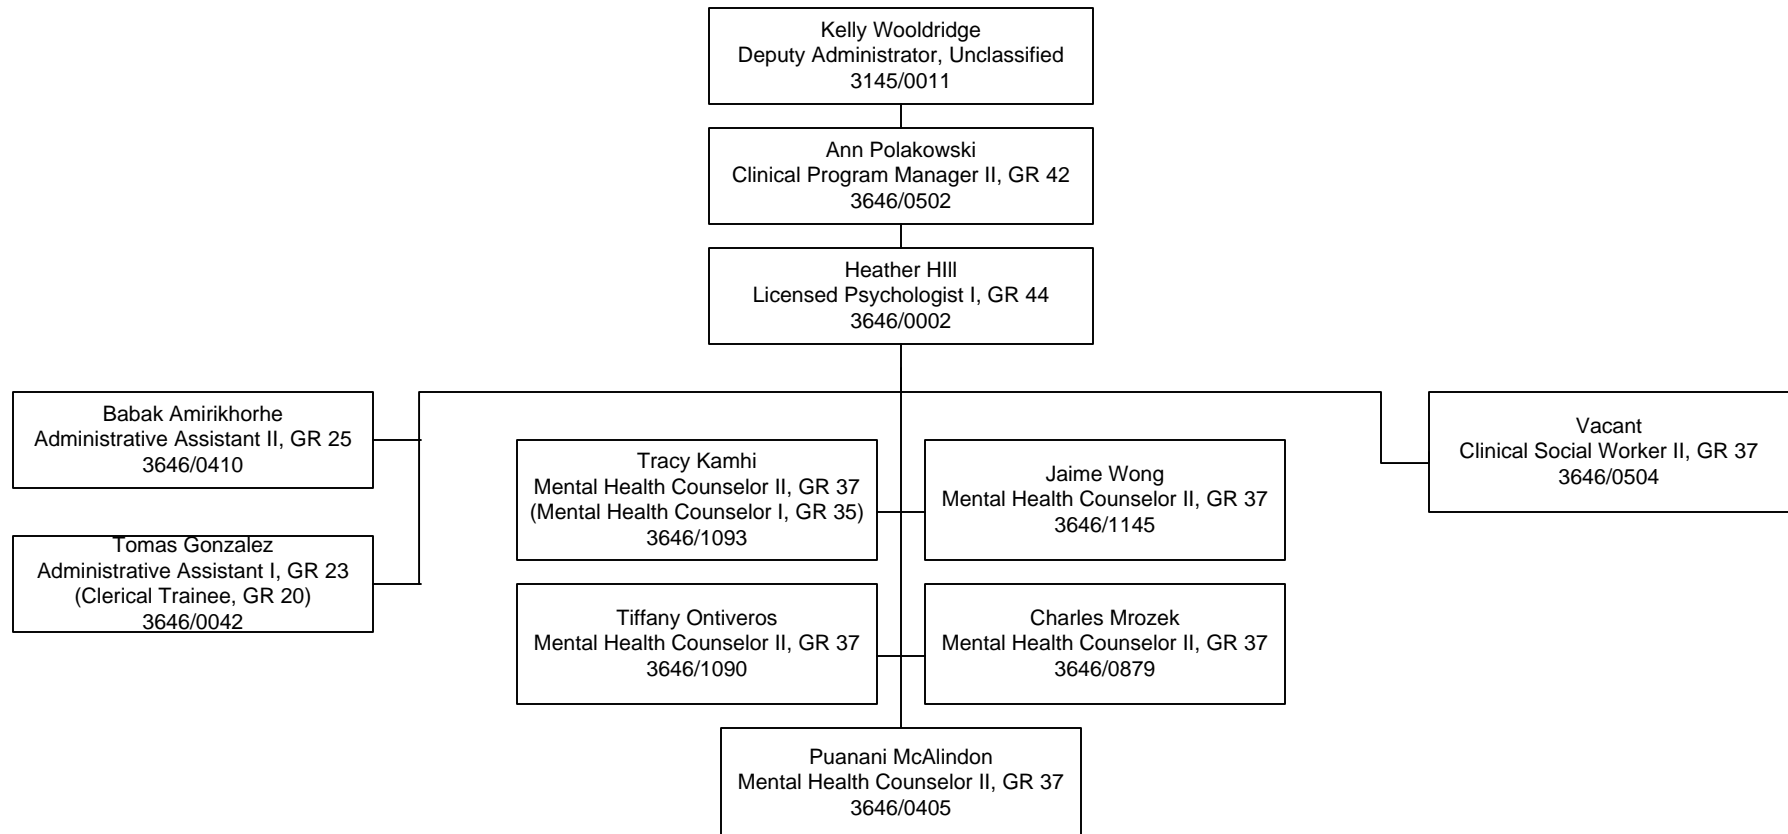 Kelly Wooldridge
Deputy Administrator, Unclassified
3145/0011
Ann Polakowski
Clinical Program Manager II, GR 42
3646/0502
Heather HIll
Licensed Psychologist I, GR 44
3646/0002
Babak Amirikhorhe
Administrative Assistant II, GR 25
3646/0410
Tomas Gonzalez
Administrative Assistant I, GR 23
(Clerical Trainee, GR 20)
3646/0042
Tracy Kamhi
Mental Health Counselor II, GR 37
(Mental Health Counselor I, GR 35)
3646/1093
Jaime Wong
Mental Health Counselor II, GR 37
3646/1145
Vacant
Clinical Social Worker II, GR 37
3646/0504
Tiffany Ontiveros
Mental Health Counselor II, GR 37
3646/1090
Charles Mrozek
Mental Health Counselor II, GR 37
3646/0879
Puanani McAlindon
Mental Health Counselor II, GR 37
3646/0405